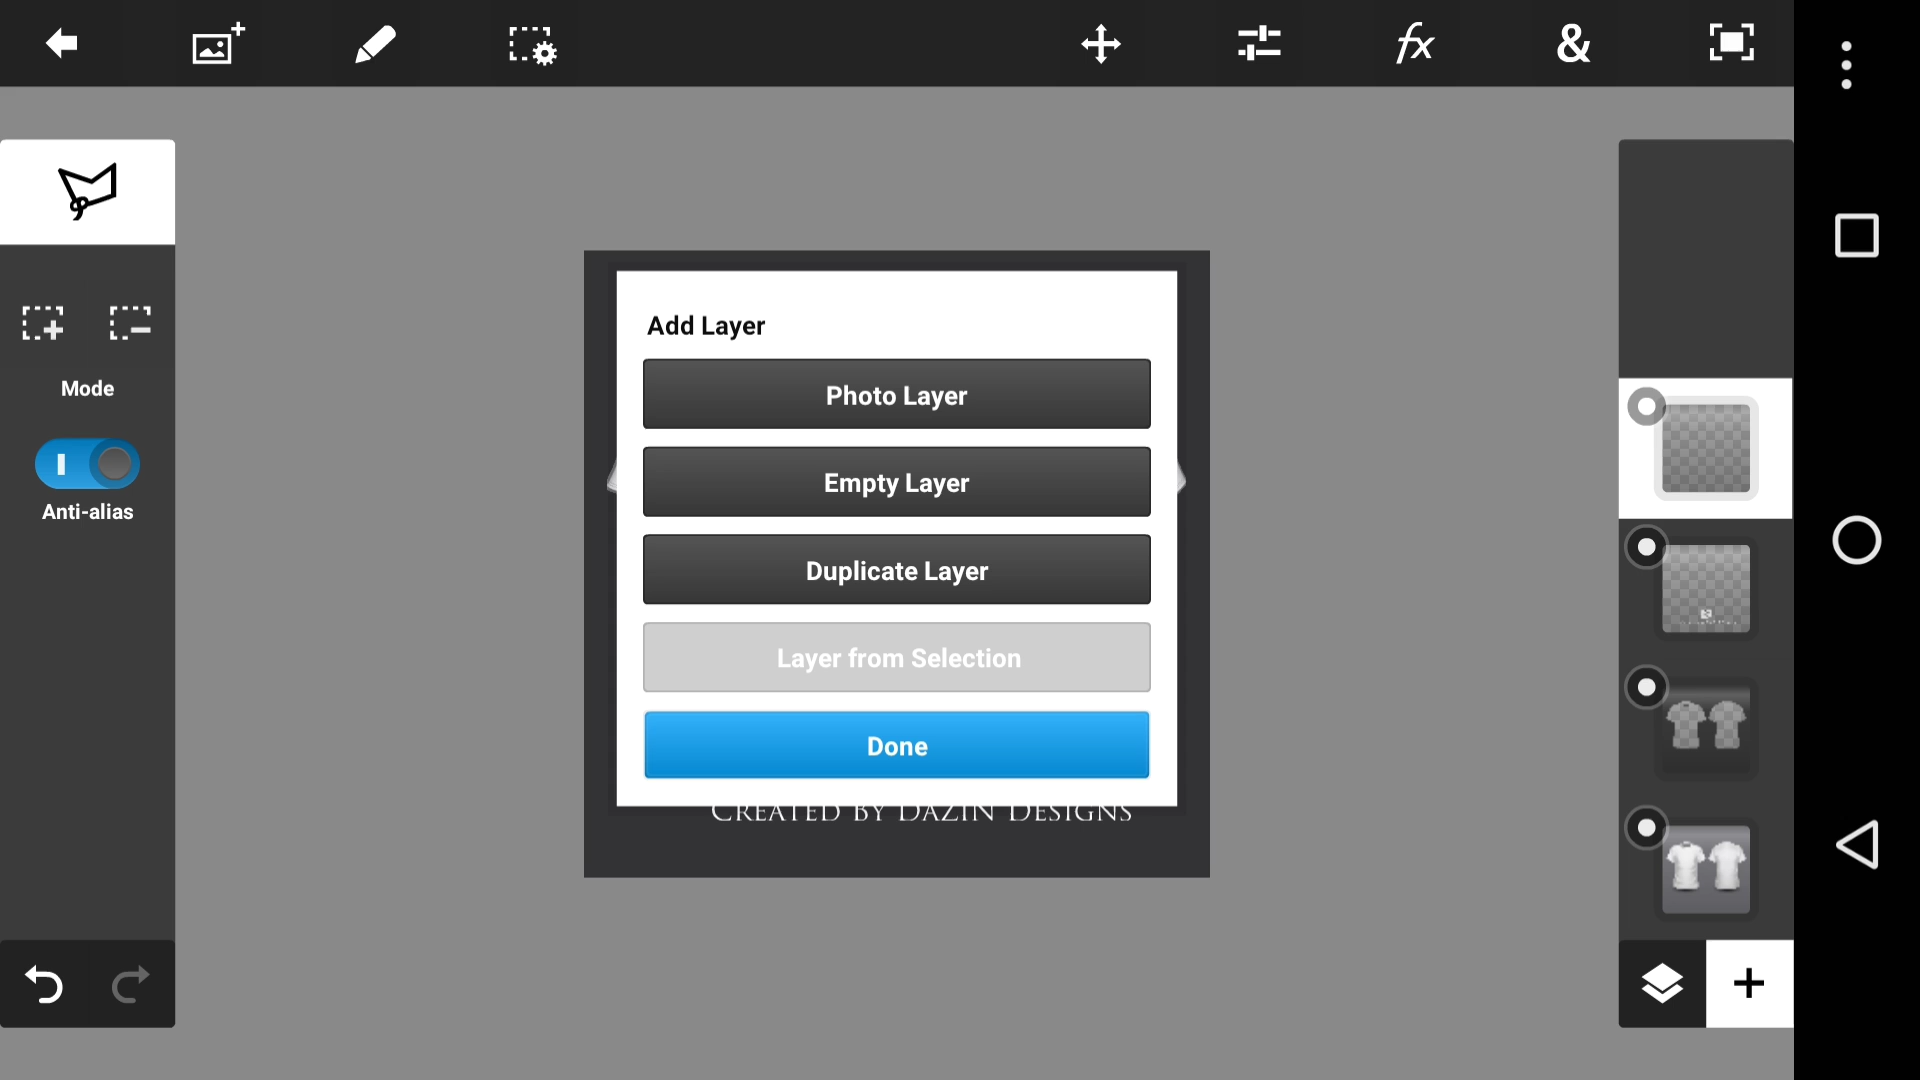 fx
&
Add Layer
Photo Layer
Mode
Empty Layer
Anti-alias
Duplicate Layer
Layer from Selection
Done
CREATED BY DAZIN DESIGNS